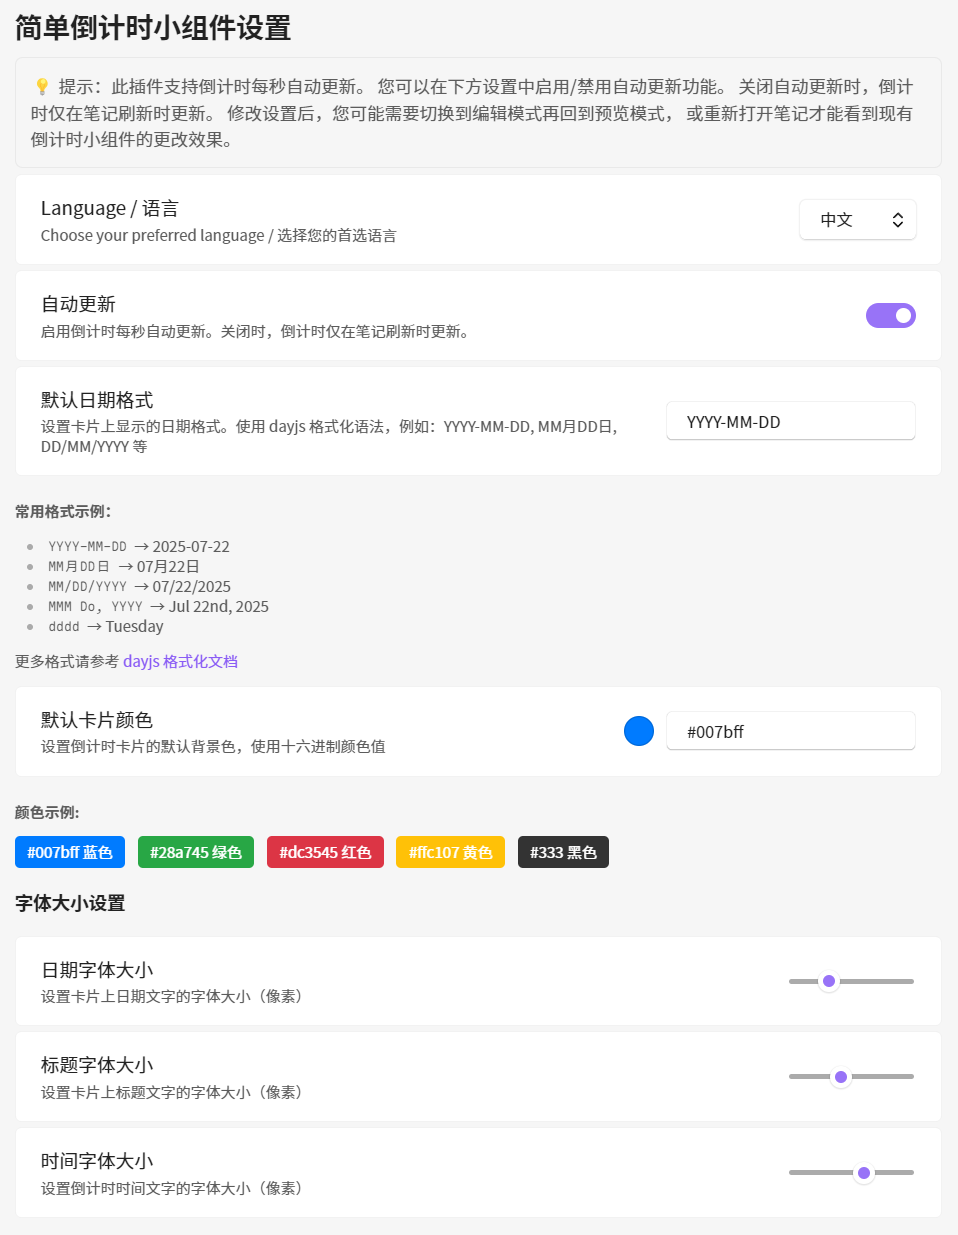 简单倒计时小组件设置
💡 提示：此插件支持倒计时每秒自动更新。 您可以在下方设置中启用/禁用自动更新功能。 关闭自动更新时，倒计
时仅在笔记刷新时更新。 修改设置后，您可能需要切换到编辑模式再回到预览模式， 或重新打开笔记才能看到现有
倒计时小组件的更改效果。
Language / 语言
Choose your preferred language / 选择您的首选语言
中文
自动更新
启用倒计时每秒自动更新。关闭时，倒计时仅在笔记刷新时更新。
默认日期格式
设置卡片上显示的日期格式。使用 dayjs 格式化语法，例如：YYYY-MM-DD, MM月DD日,
DD/MM/YYYY 等
YYYY-MM-DD
常用格式示例：
YYYY-MM-DD → 2025-07-22
MM月DD日 → 07月22日
MM/DD/YYYY → 07/22/2025
MMM Do, YYYY → Jul 22nd, 2025
dddd → Tuesday
更多格式请参考 dayjs 格式化文档
默认卡片颜色
设置倒计时卡片的默认背景色，使用十六进制颜色值
#007bff
颜色示例:
#007bff 蓝色
#28a745 绿色
#dc3545 红色
#ffc107 黄色
#333 黑色
字体大小设置
日期字体大小
设置卡片上日期文字的字体大小（像素）
标题字体大小
设置卡片上标题文字的字体大小（像素）
时间字体大小
设置倒计时时间文字的字体大小（像素）